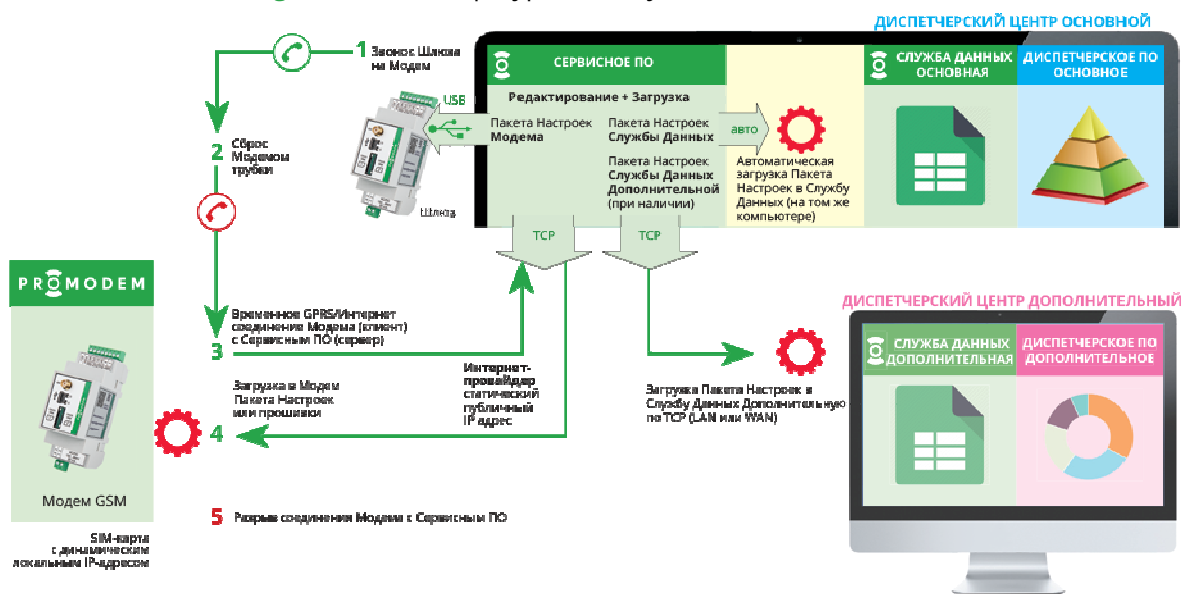 ДИСПЕТЧЕРСКИЙ ЦЕНТР ОСНОВНОЙ
1 Звонок Шлюза
на Модем
СЕРВИСНОЕ ПО
СЛУЖБА ДАННЫХ
ОСНОВНАЯ
ДИСПЕТЧЕРСКОЕ ПО
ОСНОВНОЕ
Редактирование + Загрузка
USB
Пакета Настроек
Модема
Пакета Настроек
Службы Данных
авто
Пакета Настроек
Службы Данных
Дополнительной
(при наличии)
Автоматическая
загрузка Пакета
Настроек в Службу
Данных (на том же
компьютере)
2 Сброс
Модемом
трубки
Шлюз
TCP
TCP
PROMODEM
Модем GSM
SIM-карта
с динамическим
локальным IP-адресом
3 Временное GPRS/Интернет
соединение Модема (клиент)
с Сервисным ПО (сервер)
Интернет-
провайдер
статический
публичный
IP адрес
4 Загрузка в Модем
Пакета Настроек
или прошивки
5 Разрыв соединения Модема с Сервисным ПО
Загрузка Пакета Настроек в
Службу Данных Дополнительную
по TCP (LAN или WAN)
ДИСПЕТЧЕРСКИЙ ЦЕНТР ДОПОЛНИТЕЛЬНЫЙ
СЛУЖБА ДАННЫХ
ДОПОЛНИТЕЛЬНАЯ
ДИСПЕТЧЕРСКОЕ ПО
ДОПОЛНИТЕЛЬНОЕ